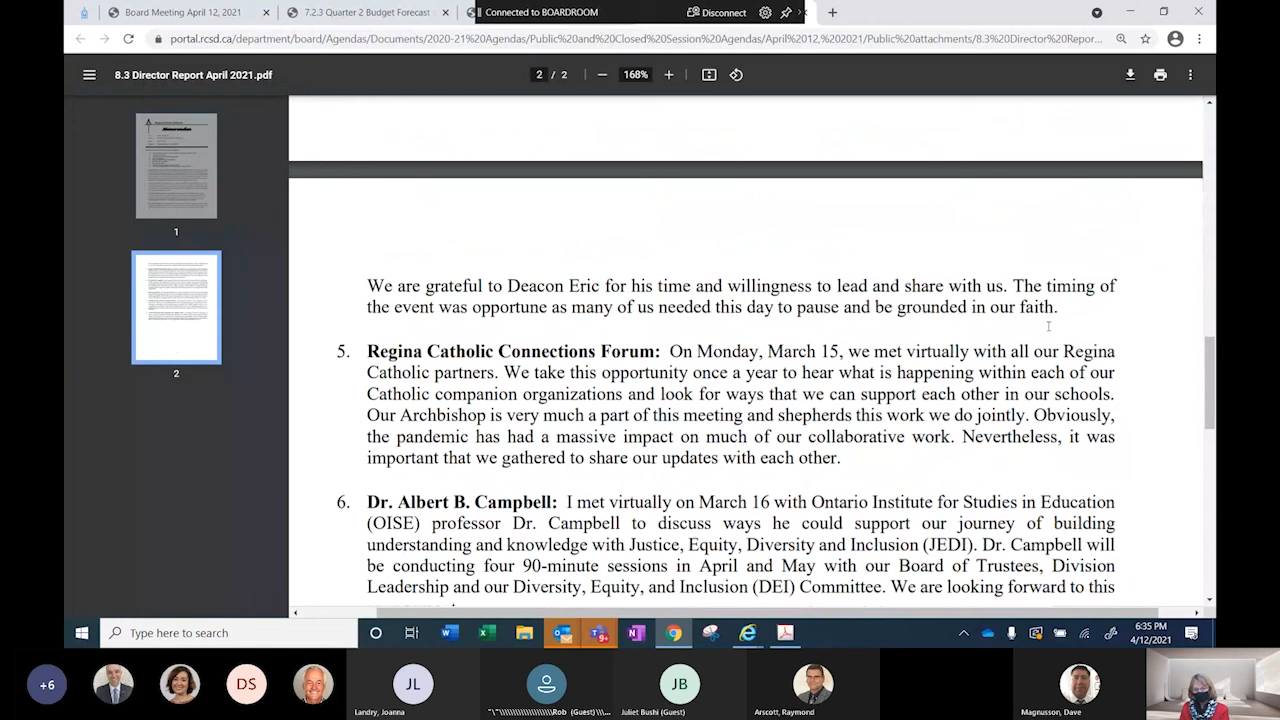 Board Meeting April 12, 2021
7.2.3 Quarter 2 Budget Forecast
Connected to BOARDROOM
Disconnect
portal.rcsd.ca/department/board/Agendas/Documents/2020-21%20Agendas/Public%20and%20Closed%20Session%20Agendas/April%2012,%202021/Public%20attachments/8.3%20Director%20Repor...
8.3 Director Report April 2021.pdf
2 / 2
168%
1
2
We are grateful to Deacon Eric for his time and willingness to lead and share with us. The timing of
the event was opportune as many of us needed this day to pause and be grounded in our faith.
5. Regina Catholic Connections Forum: On Monday, March 15, we met virtually with all our Regina
Catholic partners. We take this opportunity once a year to hear what is happening within each of our
Catholic companion organizations and look for ways that we can support each other in our schools.
Our Archbishop is very much a part of this meeting and shepherds this work we do jointly. Obviously,
the pandemic has had a massive impact on much of our collaborative work. Nevertheless, it was
important that we gathered to share our updates with each other.
6. Dr. Albert B. Campbell: I met virtually on March 16 with Ontario Institute for Studies in Education
(OISE) professor Dr. Campbell to discuss ways he could support our journey of building
understanding and knowledge with Justice, Equity, Diversity and Inclusion (JEDI). Dr. Campbell will
be conducting four 90-minute sessions in April and May with our Board of Trustees, Division
Leadership and our Diversity, Equity, and Inclusion (DEI) Committee. We are looking forward to this
Type here to search
6:35 PM
4/12/2021
+6
DS
JL
JB
Landry, Joanna
Rob (Guest)
Juliet Bushi (Guest)
Arscott, Raymond
Magnusson, Dave